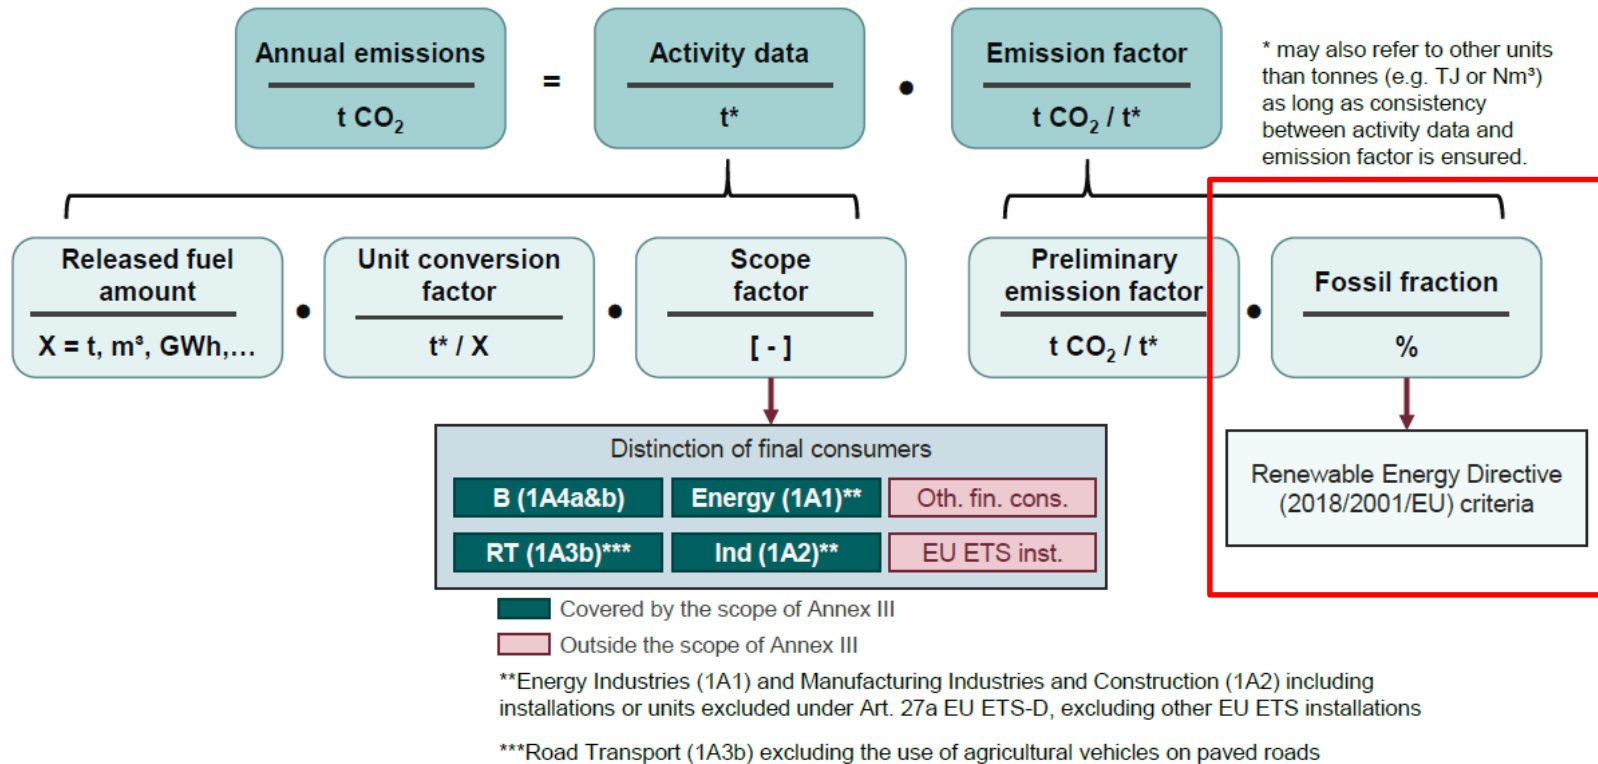 Annual emissions
t CO₂
=
Activity data
t*
•
Emission factor
t CO₂ / t*
* may also refer to other units
than tonnes (e.g. TJ or Nm³)
as long as consistency
between activity data and
emission factor is ensured.
Released fuel
amount
X = t, m³, GWh,...
•
Unit conversion
factor
t* / X
•
Scope
factor
[ - ]
Preliminary
emission factor
t CO₂ / t*
•
Fossil fraction
%
Distinction of final consumers
B (1A4a&b)
Energy (1A1)**
Oth. fin. cons.
RT (1A3b)***
Ind (1A2)**
EU ETS inst.
Renewable Energy Directive
(2018/2001/EU) criteria
Covered by the scope of Annex III
Outside the scope of Annex III
**Energy Industries (1A1) and Manufacturing Industries and Construction (1A2) including
installations or units excluded under Art. 27a EU ETS-D, excluding other EU ETS installations
***Road Transport (1A3b) excluding the use of agricultural vehicles on paved roads